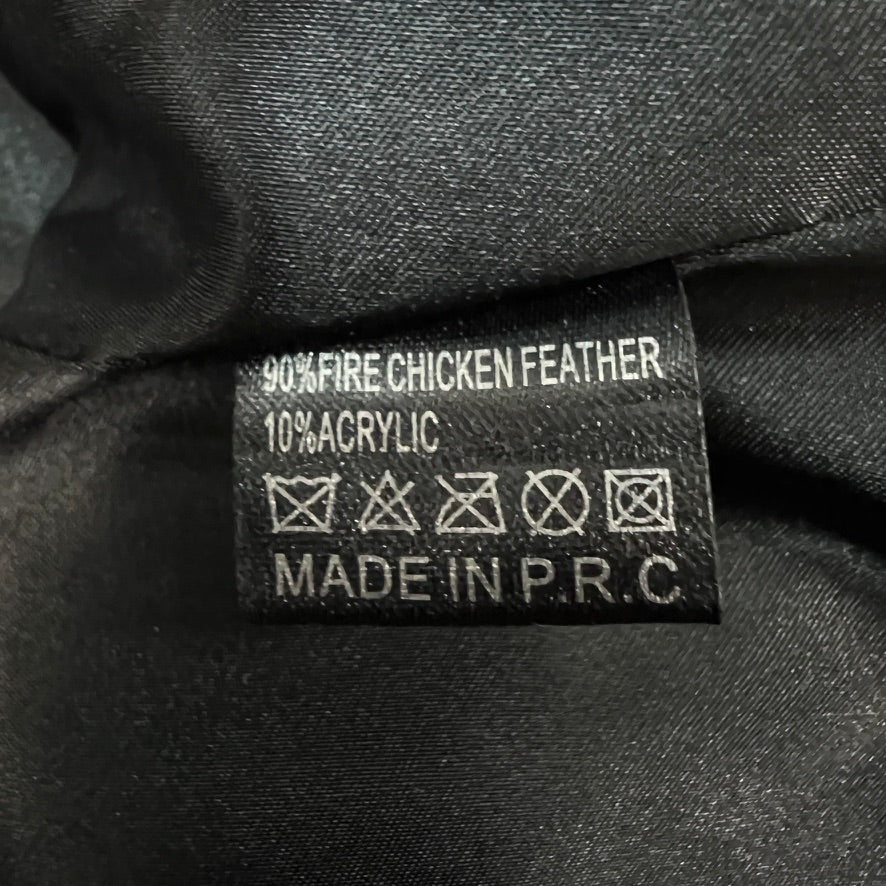 90%FIRE CHICKEN FEATHER
10%ACRYLIC
MADE IN P.R.C